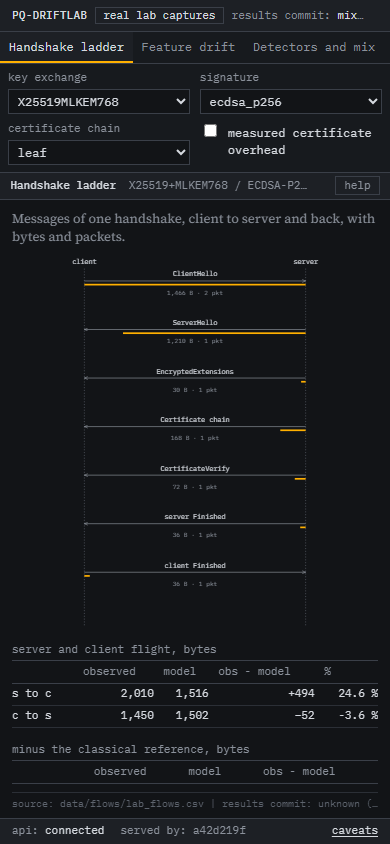 PQ-DRIFTLAB real lab captures results commit: mix…
Handshake ladder Feature drift Detectors and mix
key exchange signature
X25519MLKEM768 ecdsa_p256
certificate chain
leaf
measured certificate
overhead
Handshake ladder X25519+MLKEM768 / ECDSA-P2… help
Messages of one handshake, client to server and back, with
bytes and packets.
client server
ClientHello
1,466 B · 2 pkt
ServerHello
1,210 B · 1 pkt
EncryptedExtensions
30 B · 1 pkt
Certificate chain
168 B · 1 pkt
CertificateVerify
72 B · 1 pkt
server Finished
36 B · 1 pkt
client Finished
36 B · 1 pkt
server and client flight, bytes
observed model obs - model %
s to c 2,010 1,516 +494 24.6 %
c to s 1,450 1,502 −52 -3.6 %
minus the classical reference, bytes
observed model obs - model
source: data/flows/lab_flows.csv | results commit: unknown (…
api: connected served by: a42d219f caveats